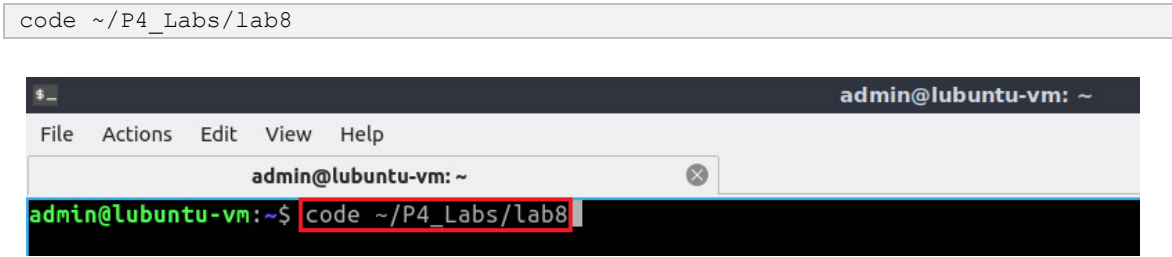 code ~/P4_Labs/lab8
$_
admin@lubuntu-vm: ~
File Actions Edit View Help
admin@lubuntu-vm: ~
admin@lubuntu-vm:~$ code ~/P4_Labs/lab8